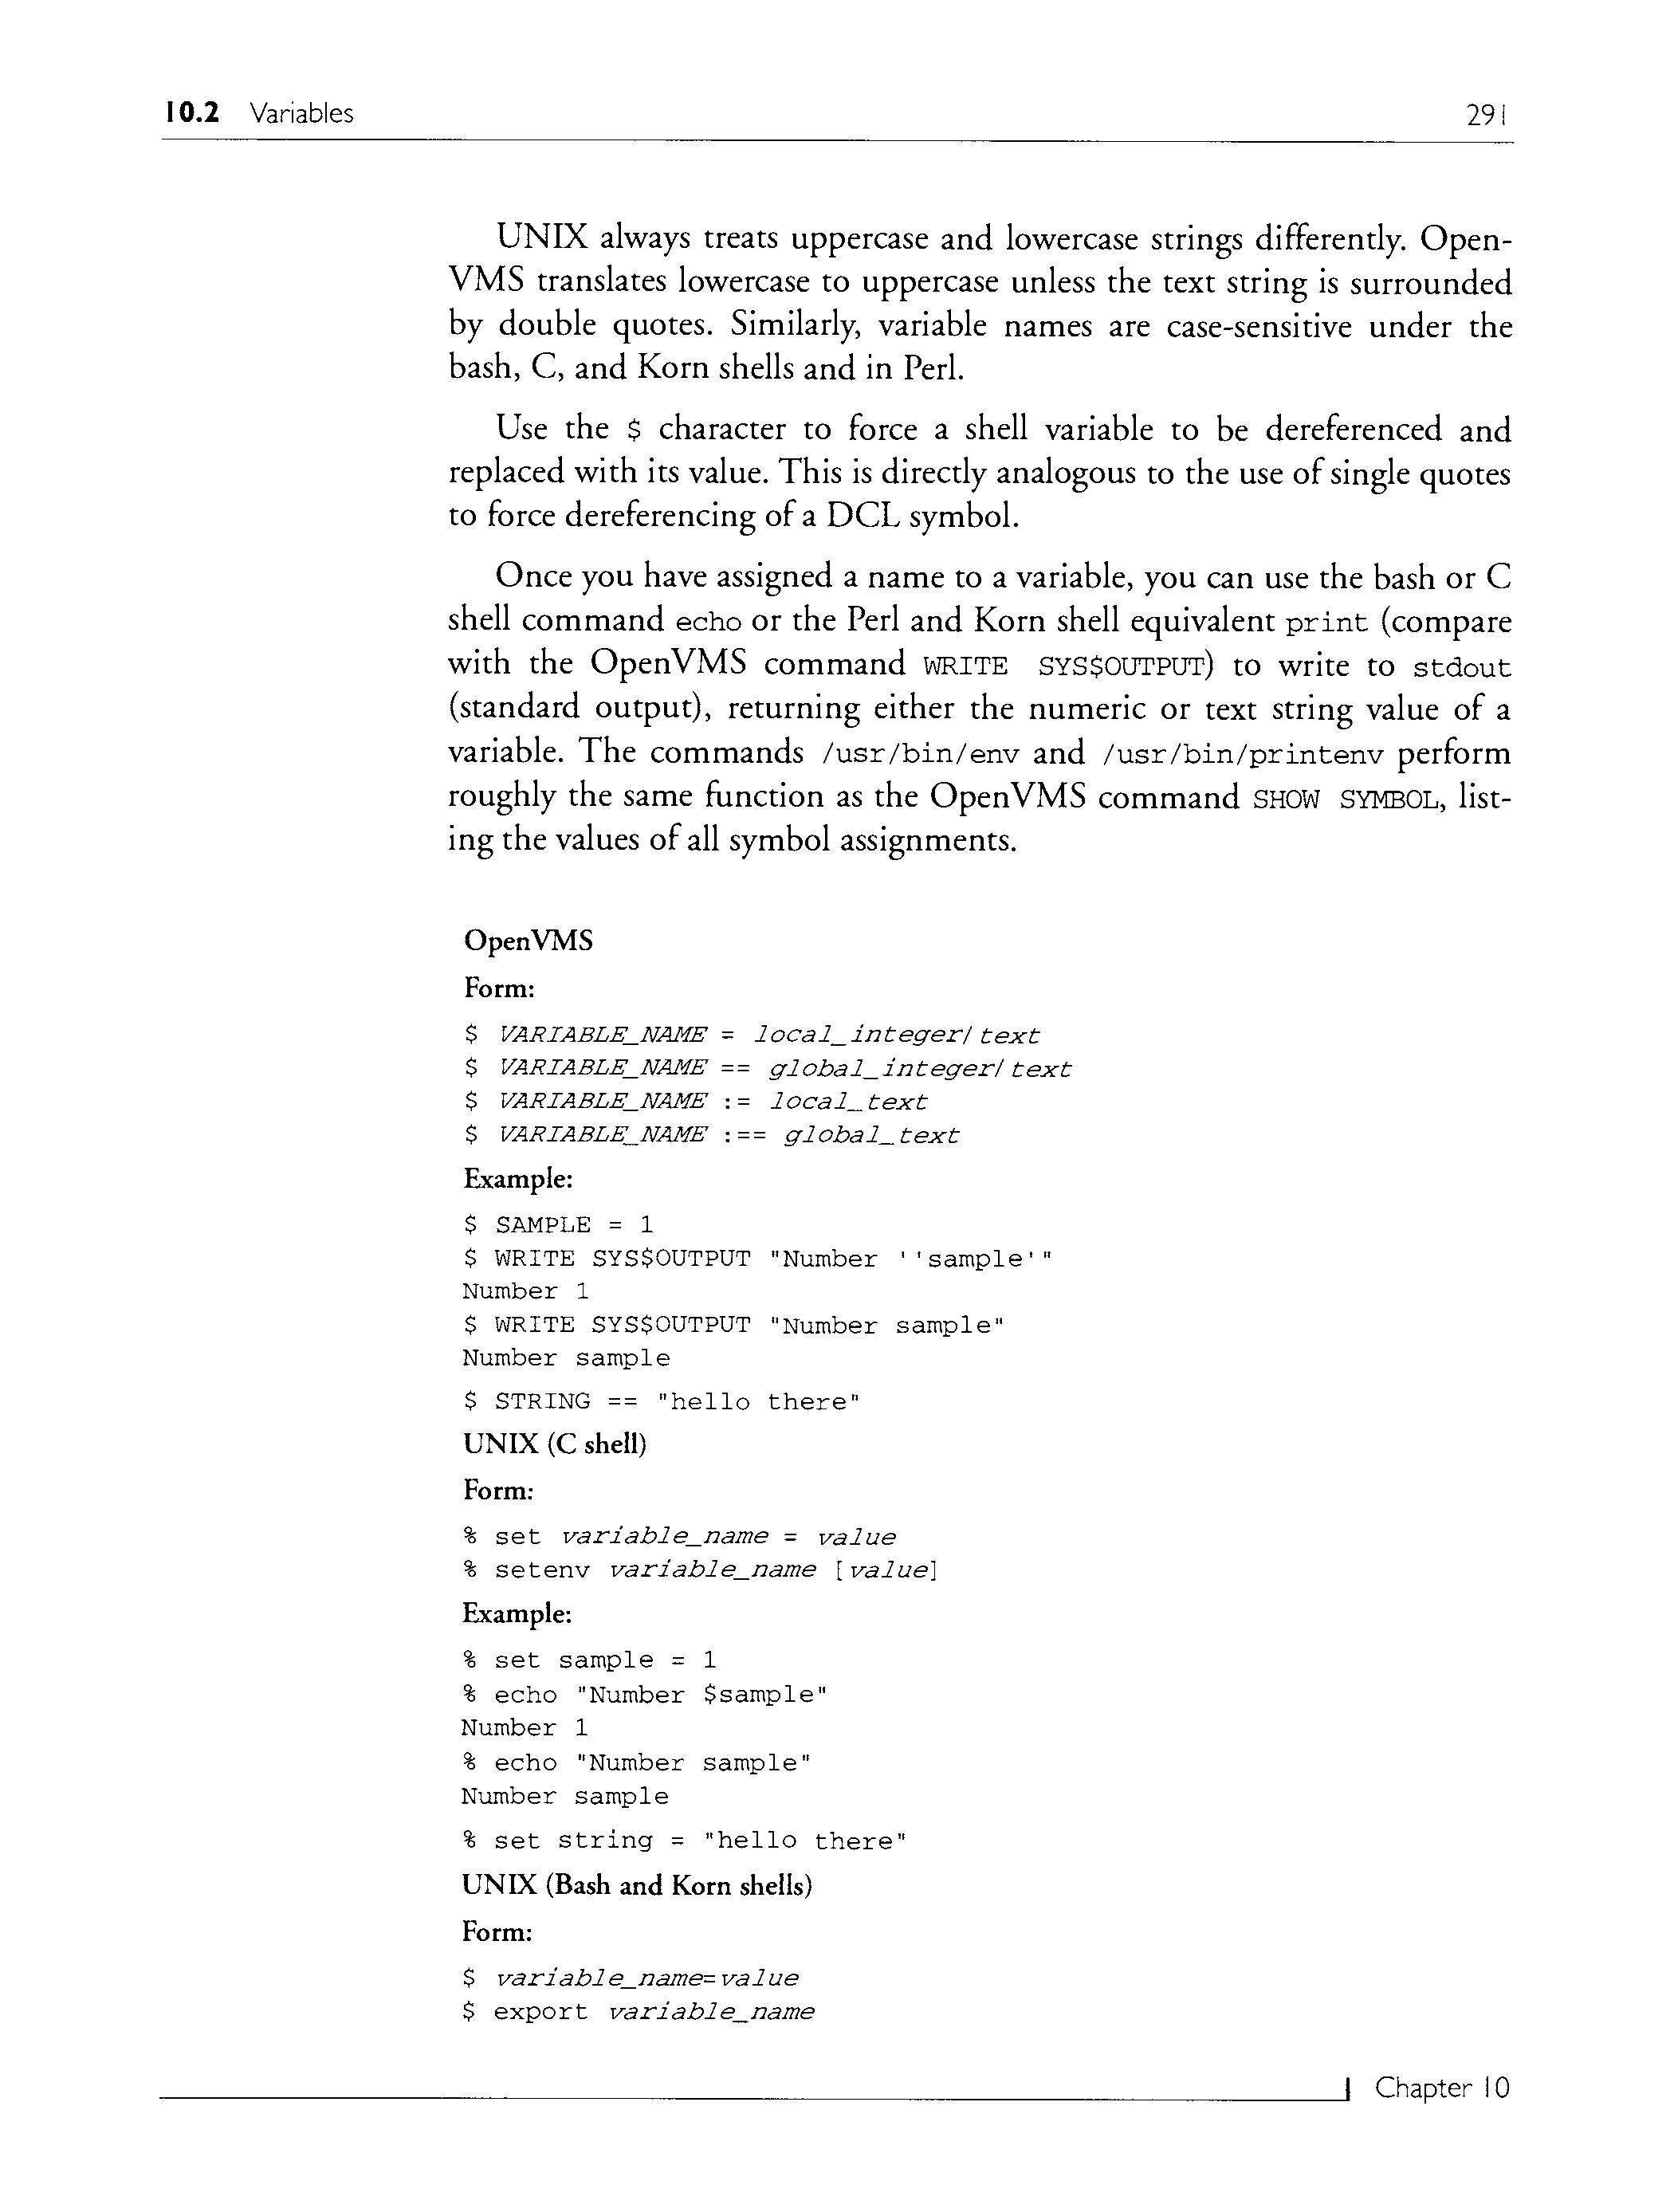 10.2 Variables 291
UNIX always treats uppercase and lowercase strings differently. Open-
VMS translates lowercase to uppercase unless the text string is surrounded
by double quotes. Similarly, variable names are case-sensitive under the
bash, C, and Korn shells and in Perl.
Use the $ character to force a shell variable to be dereferenced and
replaced with its value. This is directly analogous to the use of single quotes
to force dereferencing of a DCL symbol.
Once you have assigned a name to a variable, you can use the bash or C
shell command echo or the Perl and Korn shell equivalent print (compare
with the OpenVMS command WRITE SYS$OUTPUT) to write to stdout
(standard output), returning either the numeric or text string value of a
variable. The commands /usr/bin/env and /usr/bin/printenv perform
roughly the same function as the OpenVMS command SHOW SYMBOL, list-
ing the values of all symbol assignments.
OpenVMS
Form:
$ VARIABLE_NAME = local_integer/text
$ VARIABLE_NAME == global_integer/text
$ VARIABLE_NAME := local_text
$ VARIABLE_NAME :== global_text
Example:
$ SAMPLE = 1
$ WRITE SYS$OUTPUT "Number ''sample'"
Number 1
$ WRITE SYS$OUTPUT "Number sample"
Number sample
$ STRING == "hello there"
UNIX (C shell)
Form:
% set variable_name = value
% setenv variable_name [value]
Example:
% set sample = 1
% echo "Number $sample"
Number 1
% echo "Number sample"
Number sample
% set string = "hello there"
UNIX (Bash and Korn shells)
Form:
$ variable_name=value
$ export variable_name
Chapter 10